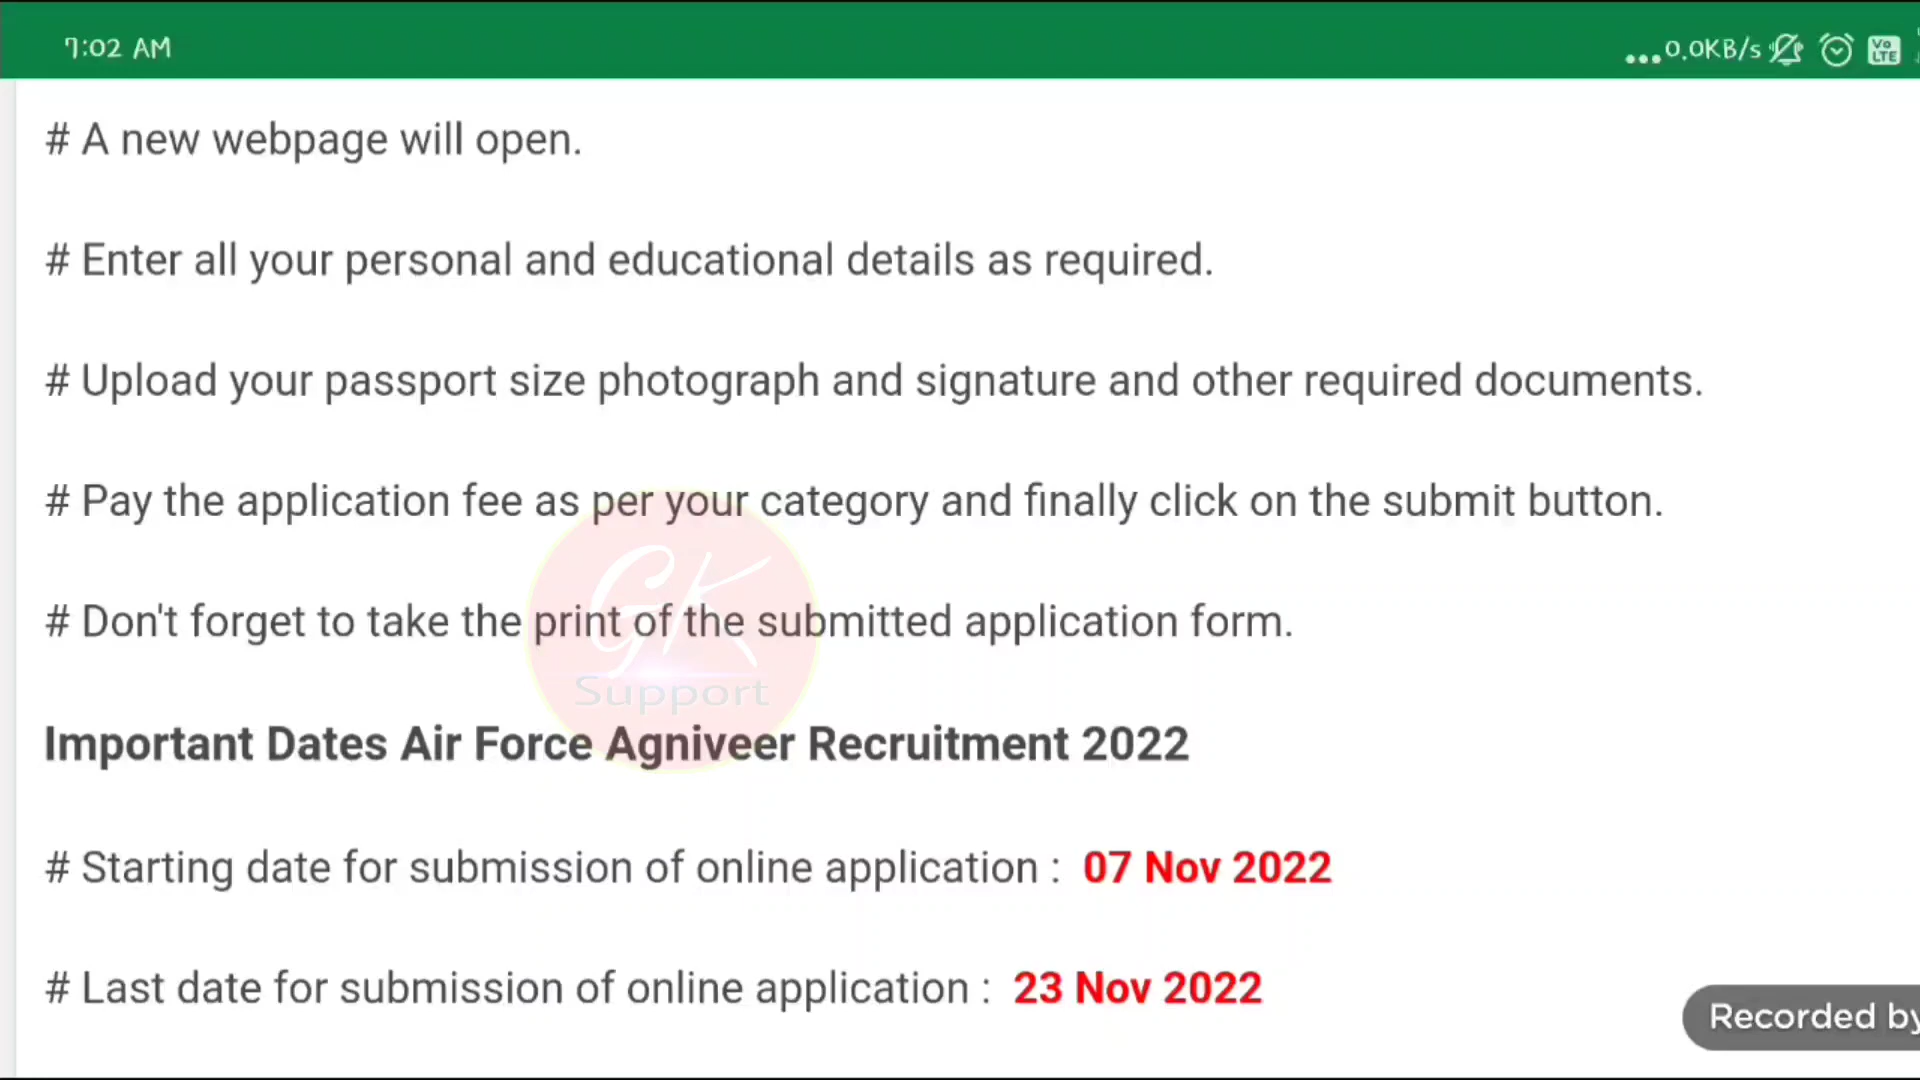 7:02 AM
...0.0KB/s
Vo LTE
# A new webpage will open.
# Enter all your personal and educational details as required.
# Upload your passport size photograph and signature and other required documents.
# Pay the application fee as per your category and finally click on the submit button.
# Don't forget to take the print of the submitted application form.
GK
Support
Important Dates Air Force Agniveer Recruitment 2022
# Starting date for submission of online application : 07 Nov 2022
# Last date for submission of online application : 23 Nov 2022
Recorded by